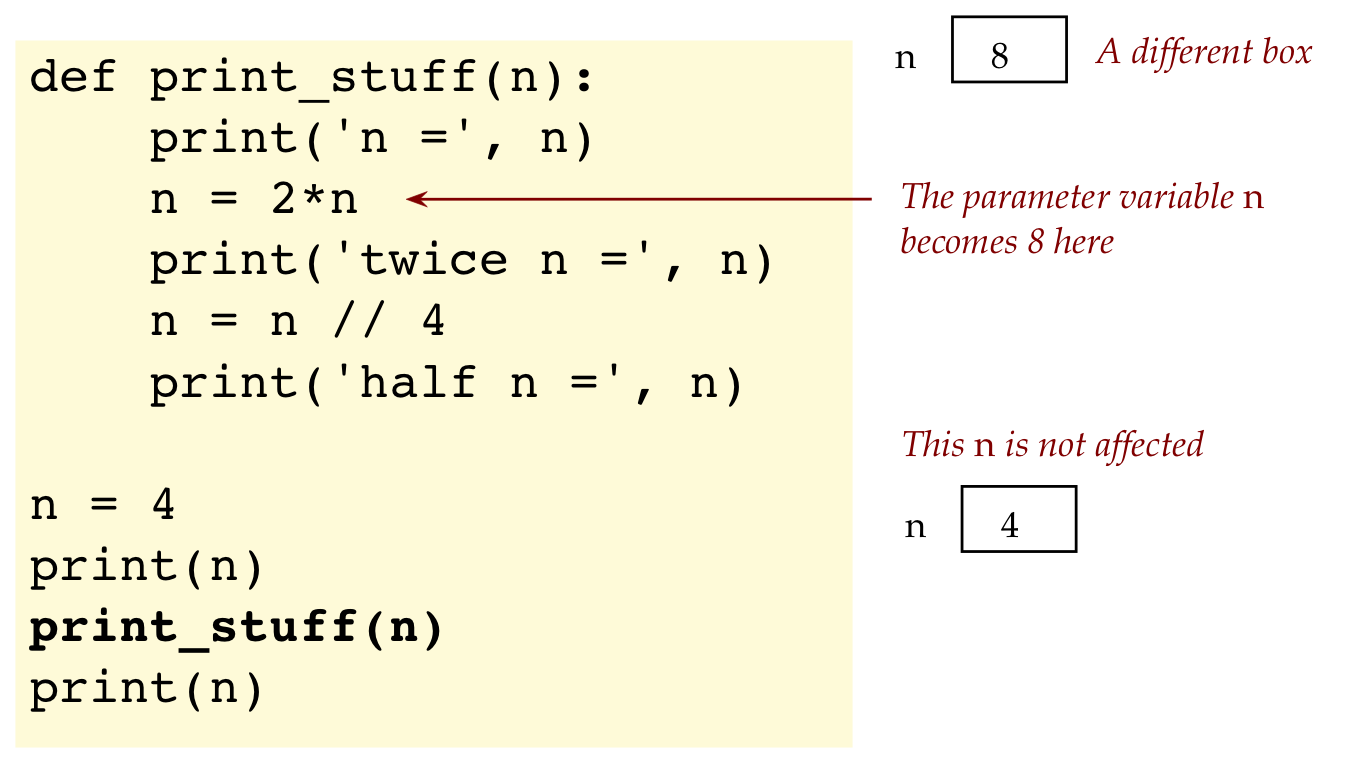 def print_stuff(n):
    print('n =', n)
    n = 2*n
    print('twice n =', n)
    n = n // 4
    print('half n =', n)

n = 4
print(n)
print_stuff(n)
print(n)
n 8 A different box
The parameter variable n
becomes 8 here
This n is not affected
n 4